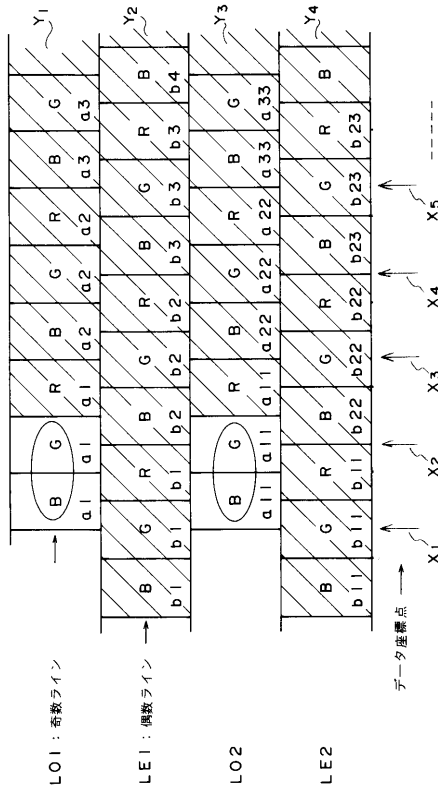 LO1：奇数ライン B G R B G R B G Y1
a1 a1 a1 a2 a2 a2 a3 a3
LE1：偶数ライン B G R B G R B G R B Y2
b1 b1 b1 b2 b2 b2 b3 b3 b3 b4
LO2 B G R B G R B G Y3
a11 a11 a11 a22 a22 a22 a33 a33
LE2 B G R B G R B G R B Y4
b11 b11 b11 b22 b22 b22 b23 b23 b23
データ座標点
X1 X2 X3 X4 X5